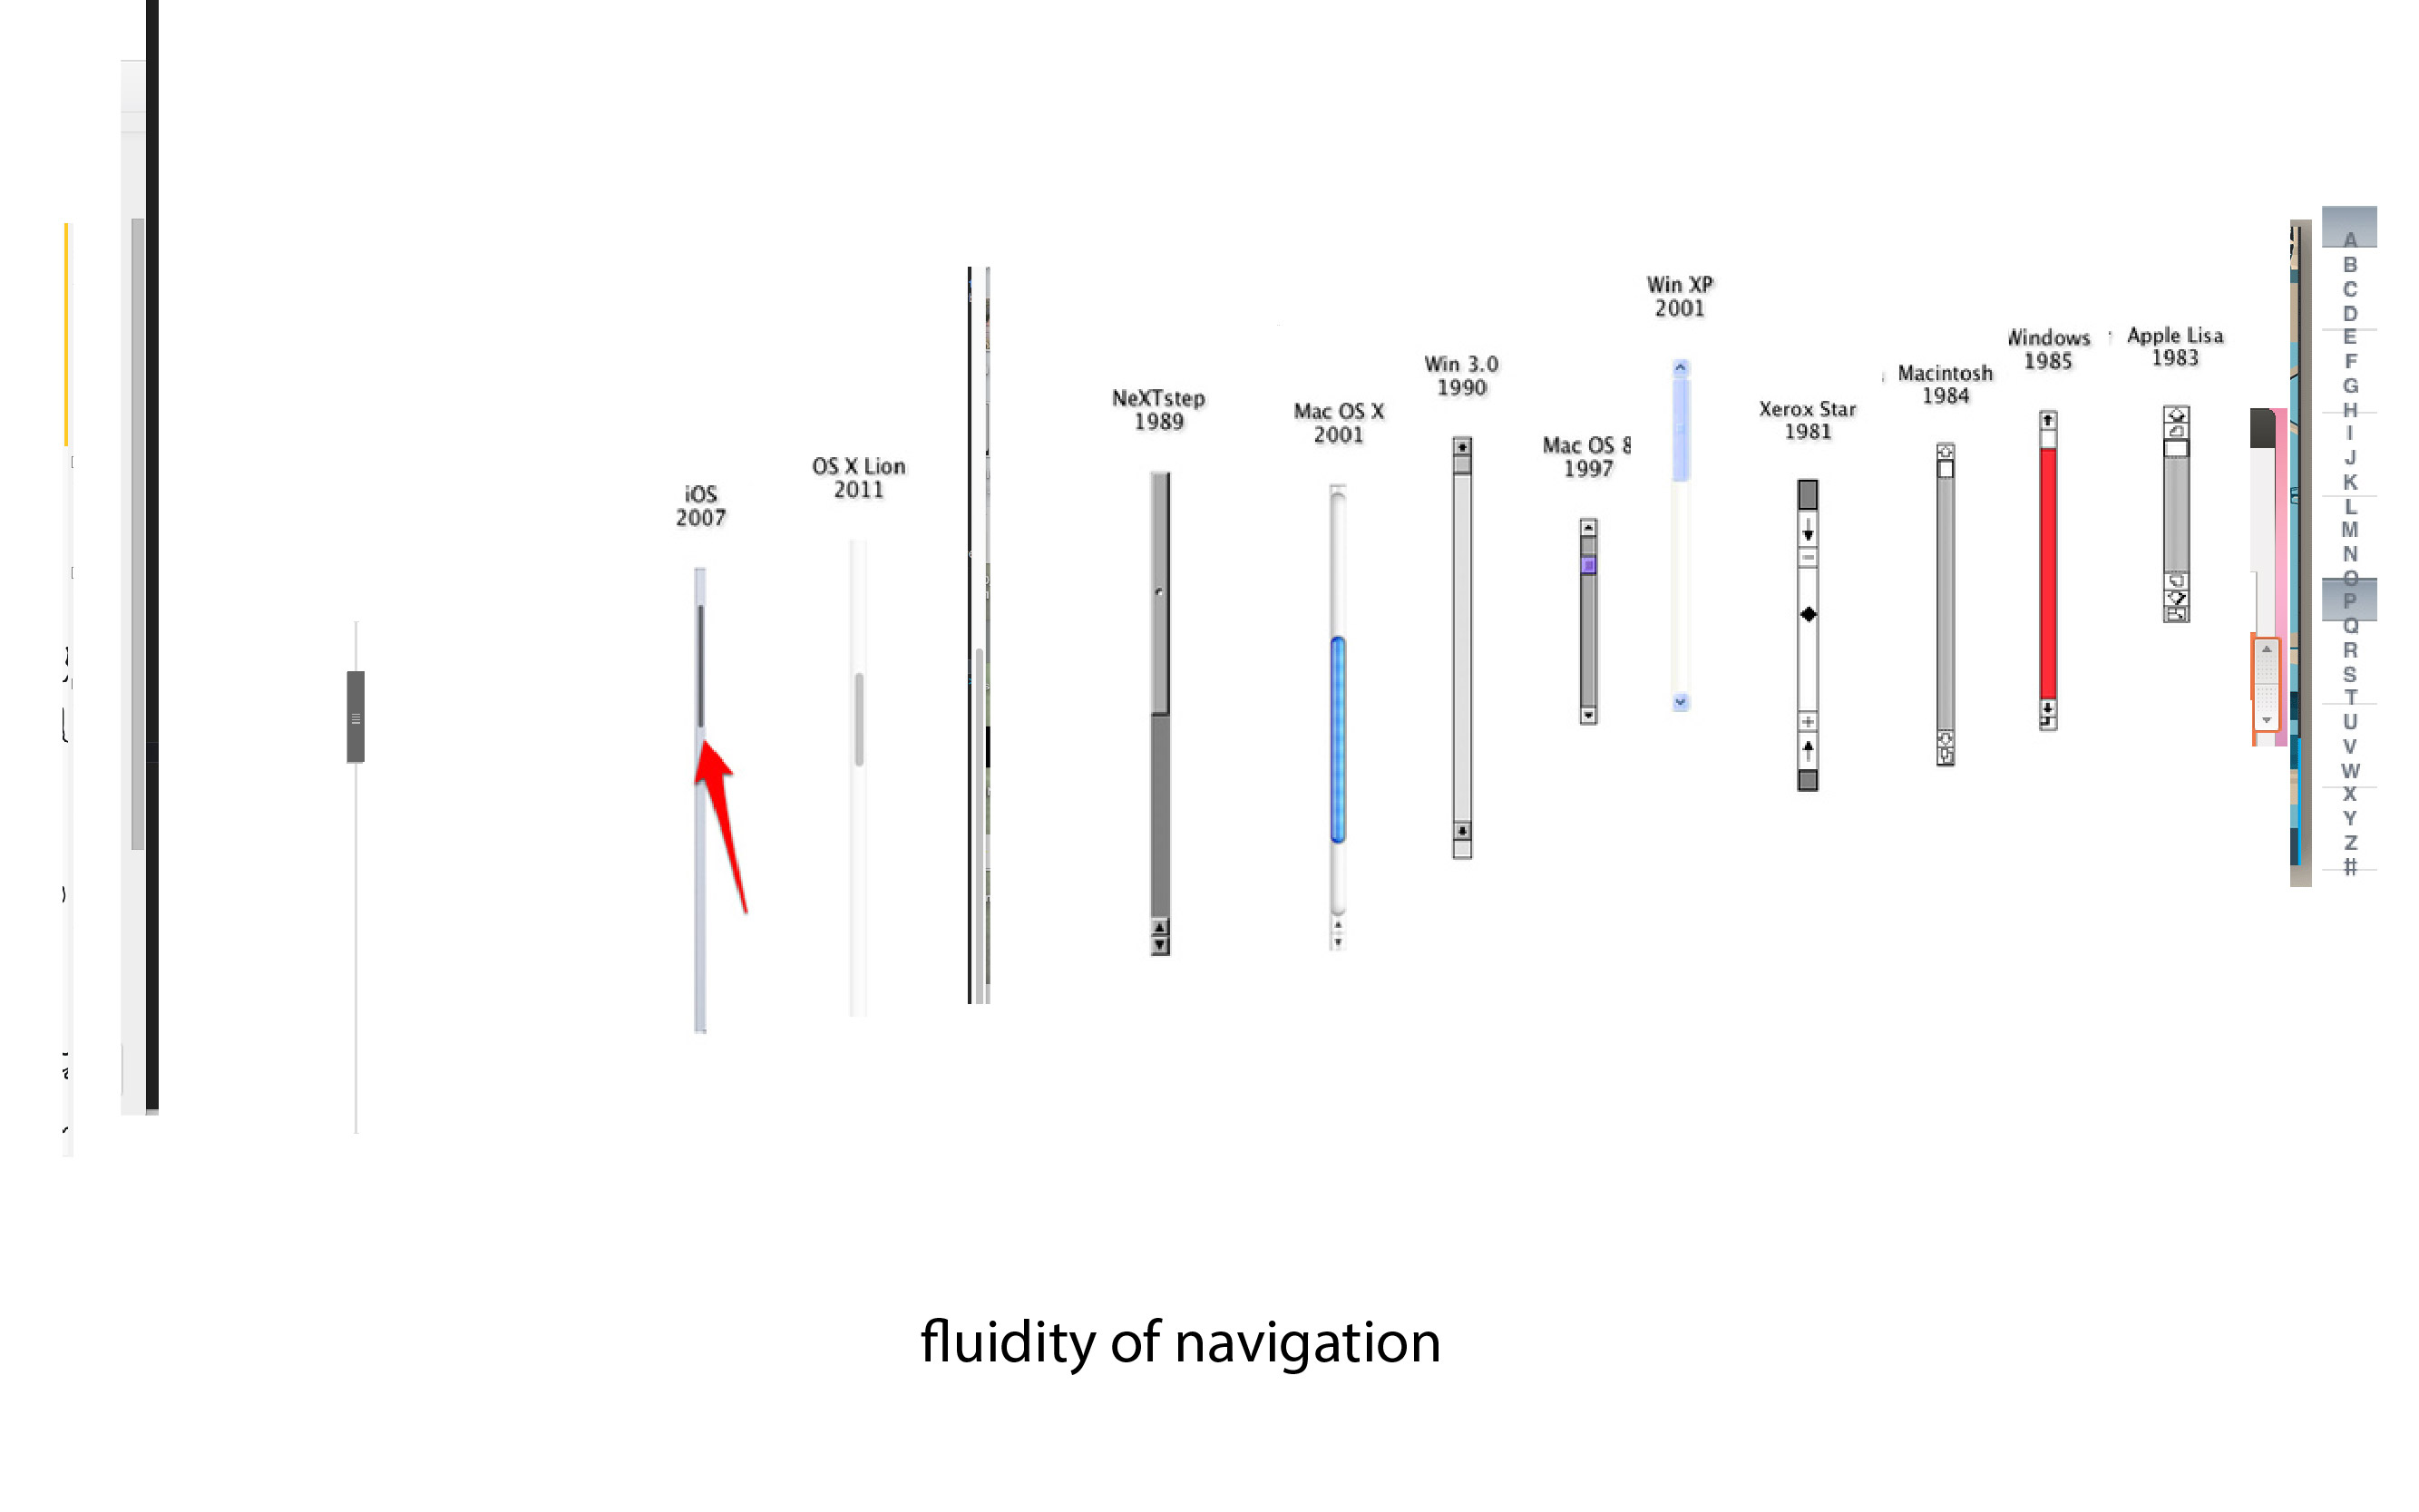 iOS
2007
OS X Lion
2011
NeXTstep
1989
Mac OS X
2001
Win 3.0
1990
Mac OS 8
1997
Win XP
2001
Xerox Star
1981
Macintosh
1984
Windows
1985
Apple Lisa
1983
A
B
C
D
E
F
G
H
I
J
K
L
M
N
O
P
Q
R
S
T
U
V
W
X
Y
Z
#
fluidity of navigation